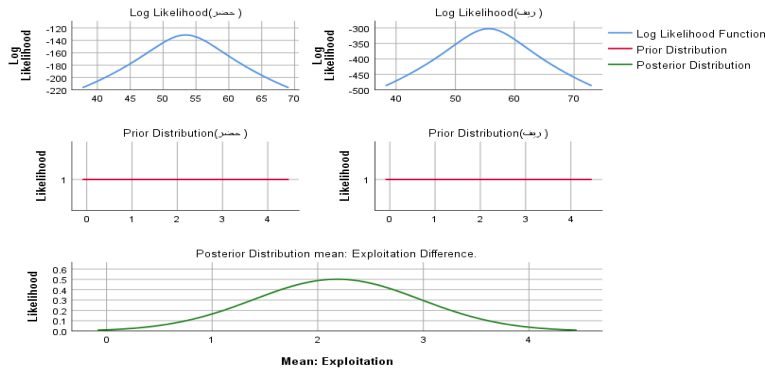 Log Likelihood(حضر)
Log Likelihood(ريف)
Log Likelihood Function
Prior Distribution
Posterior Distribution
Log Likelihood
-120
-140
-160
-180
-200
-220
40 45 50 55 60 65 70
Log Likelihood
-300
-350
-400
-450
-500
40 50 60 70
Prior Distribution(حضر)
Prior Distribution(ريف)
Likelihood
1
0 1 2 3 4
Likelihood
1
0 1 2 3 4
Posterior Distribution mean: Exploitation Difference.
Likelihood
0.6
0.5
0.4
0.3
0.2
0.1
0.0
0 1 2 3 4
Mean: Exploitation